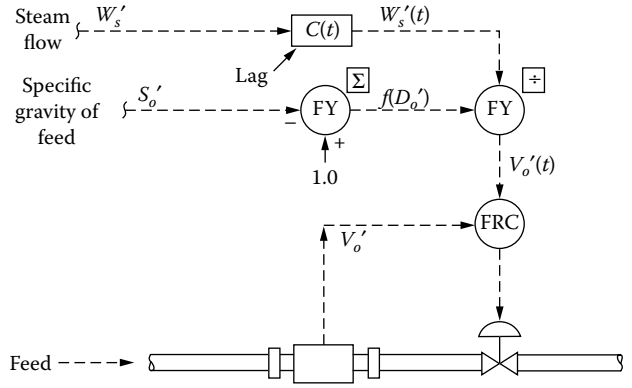 Steam
flow
W_s′
C(t)
W_s′(t)
Lag
Specific
gravity of
feed
S_o′
–
FY
Σ
+
1.0
f(D_o′)
FY
÷
V_o′(t)
FRC
V_o′
Feed